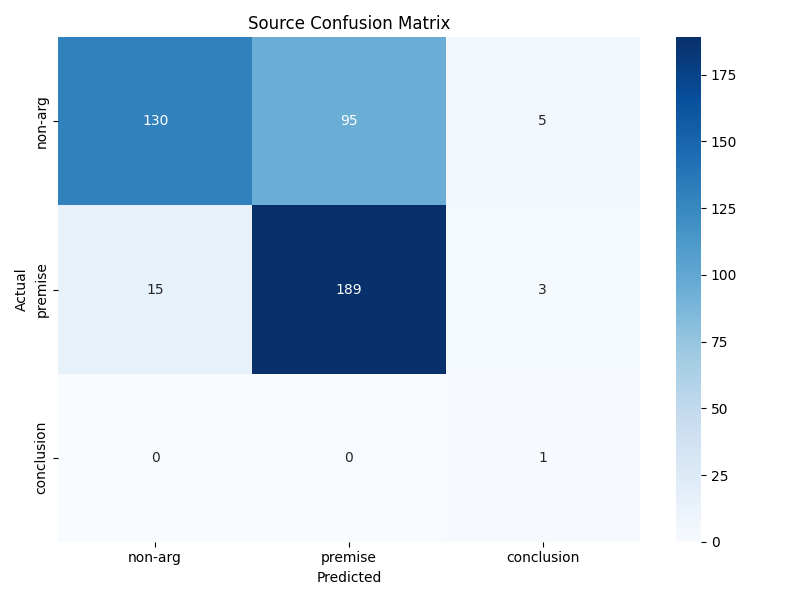 Source Confusion Matrix
non-arg
130
95
5
175
150
125
Actual
premise
15
189
3
100
75
50
conclusion
0
0
1
25
0
non-arg
premise
conclusion
Predicted